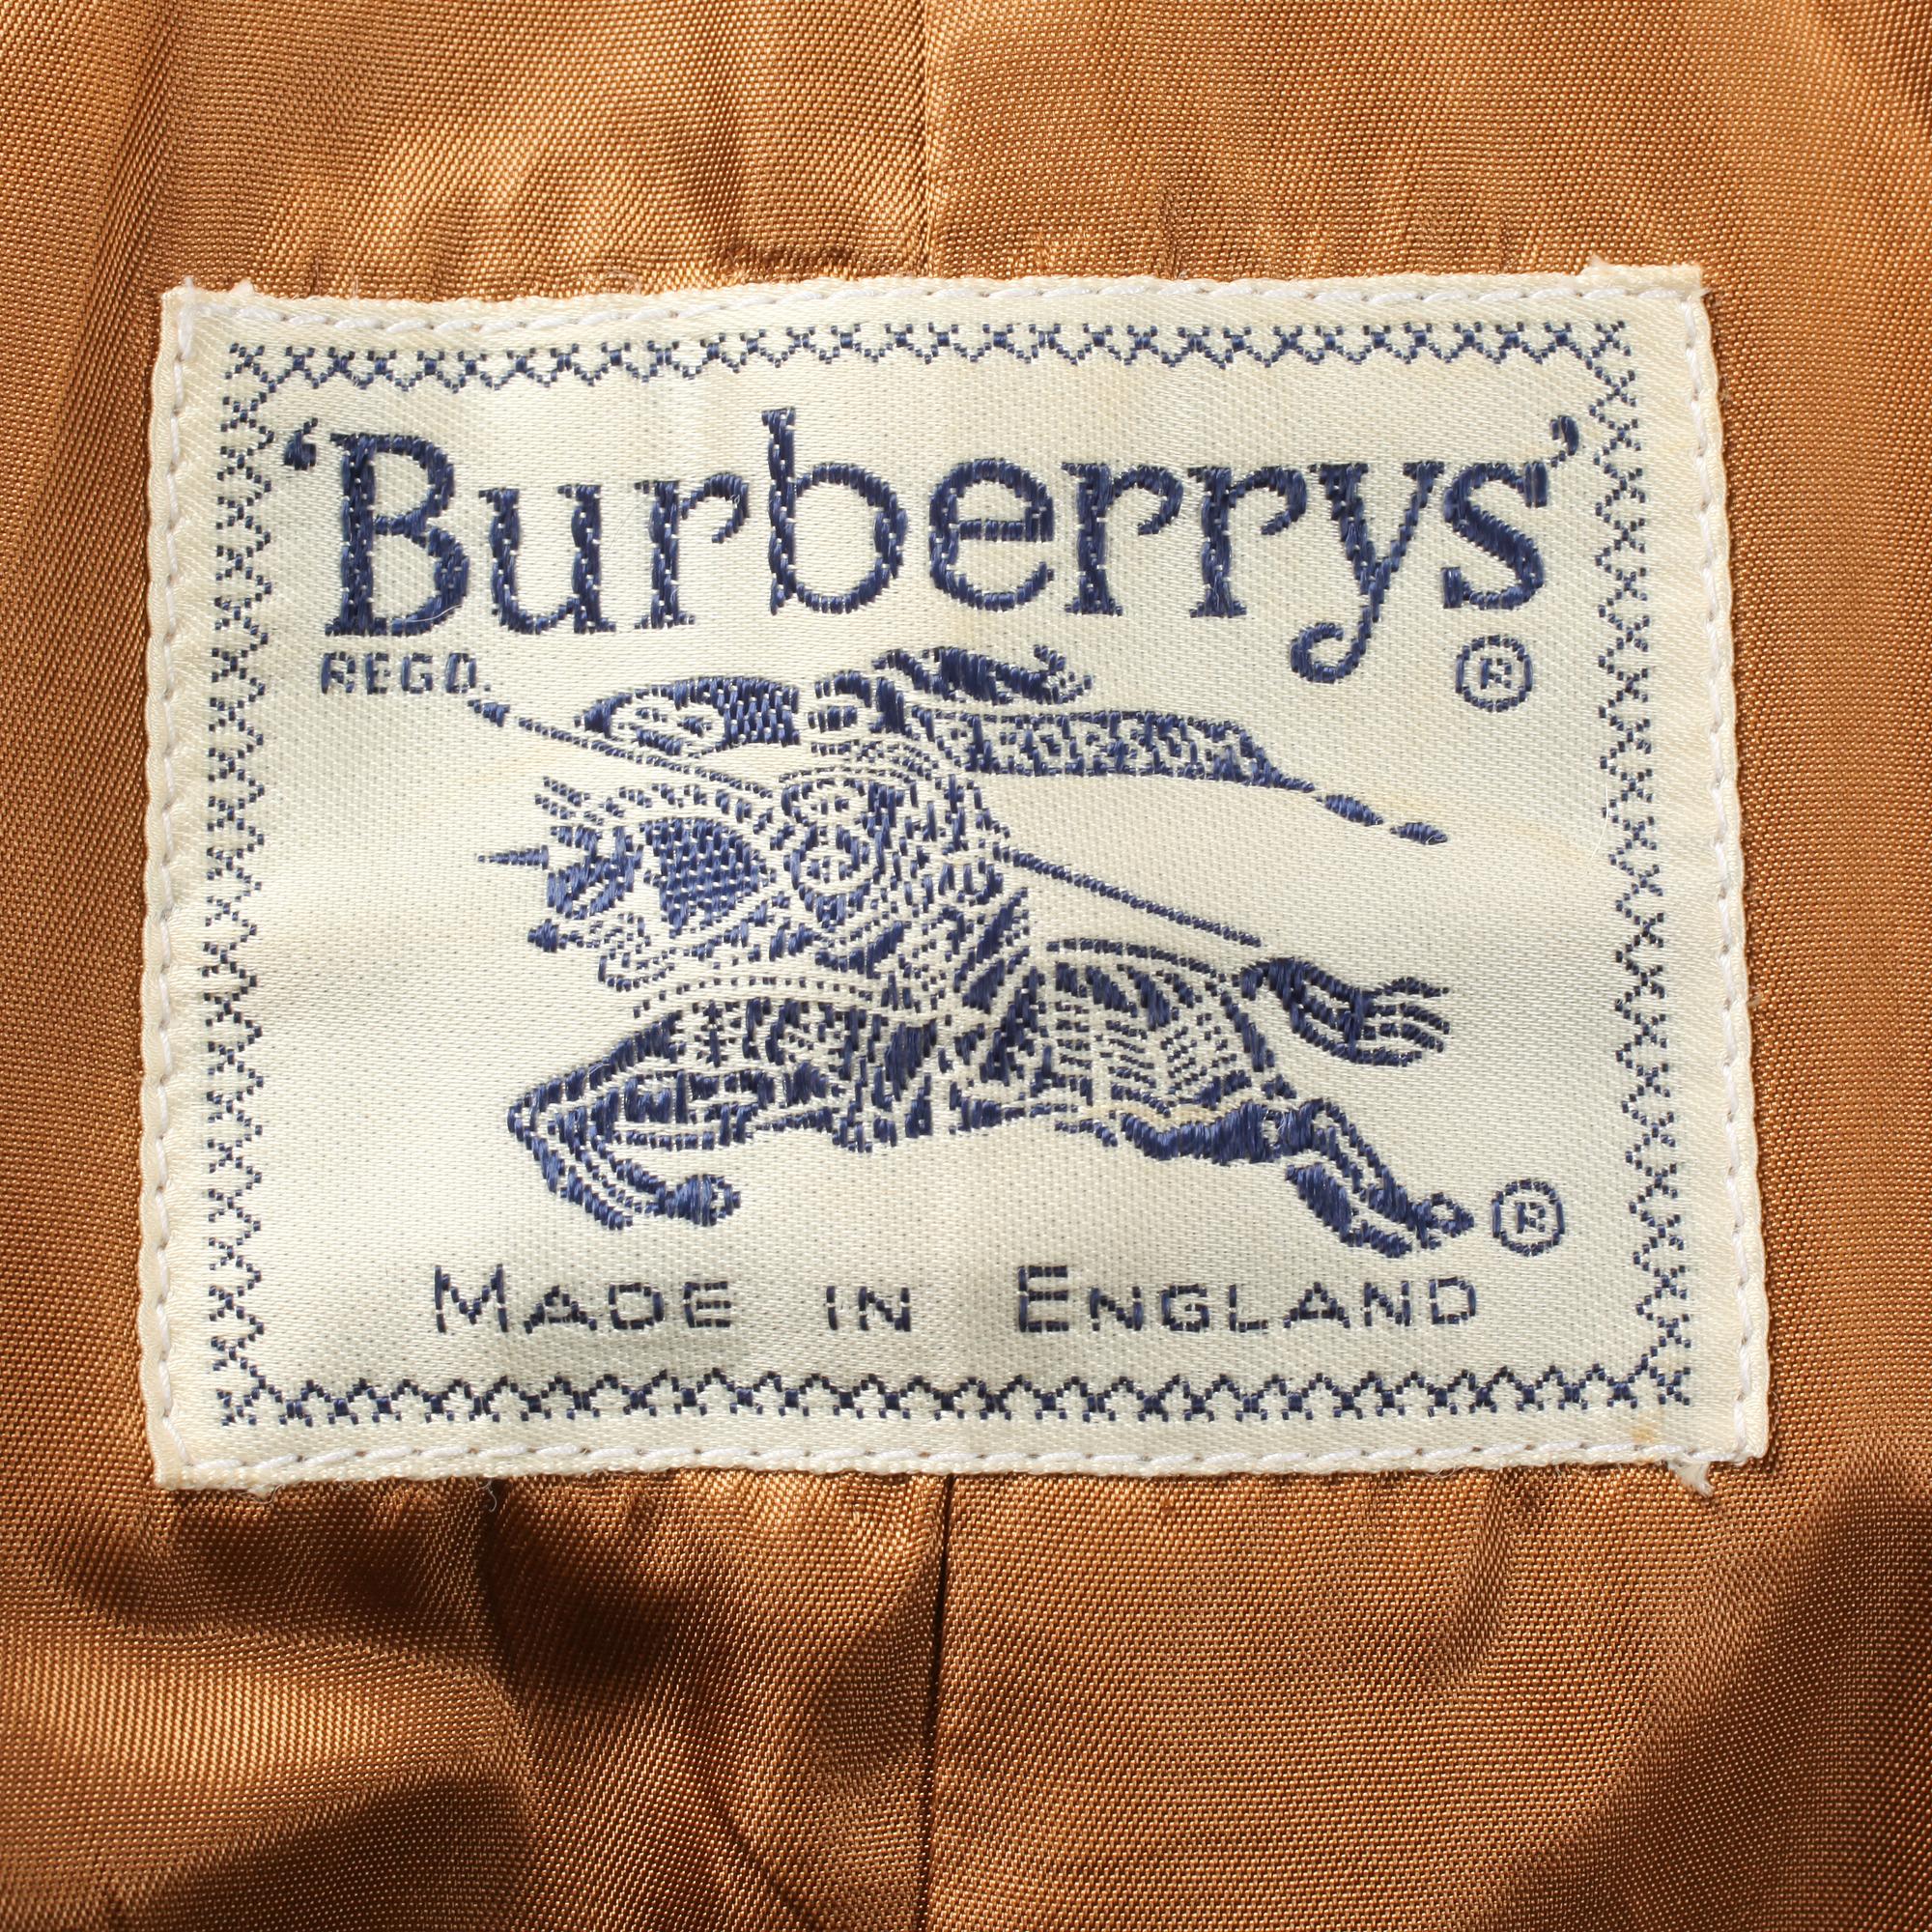 ‘Burberrys’
REGD. ®
®
MADE IN ENGLAND